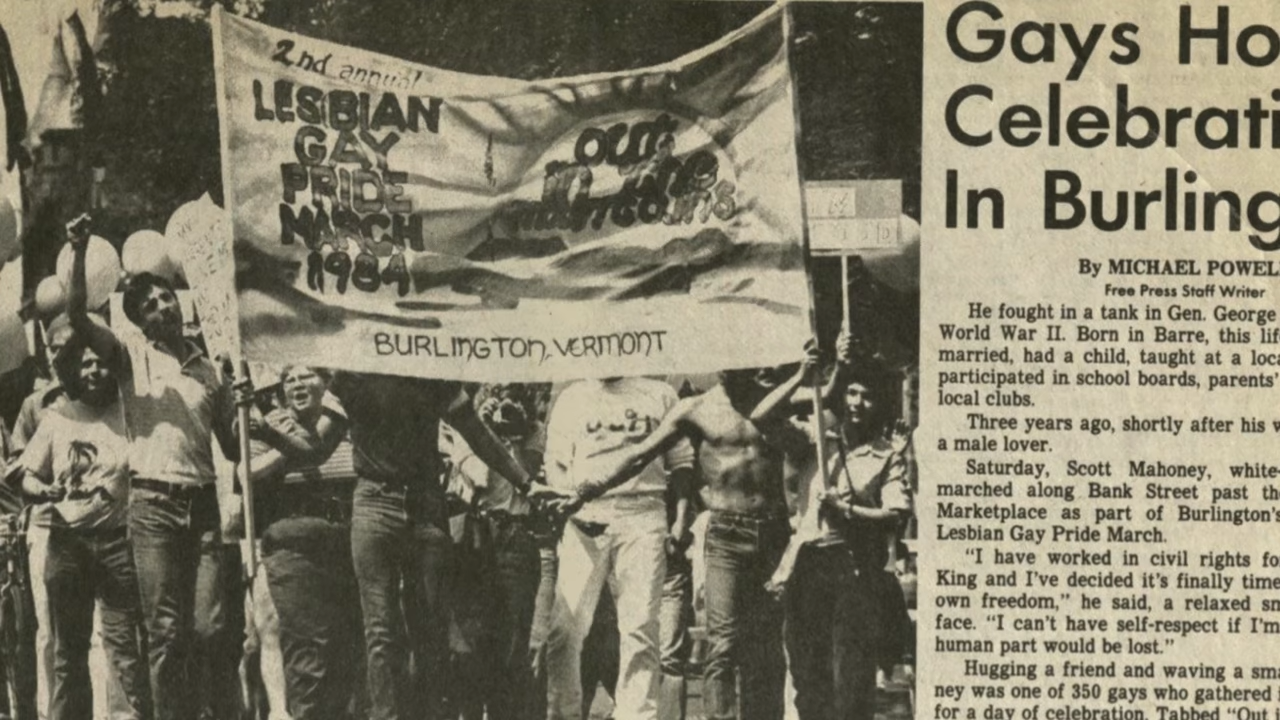 2nd annual
LESBIAN
GAY
PRIDE
MARCH
1984
out
in the
mountains
BURLINGTON, VERMONT
Gays Ho
Celebrati
In Burling
By MICHAEL POWEL
Free Press Staff Writer
He fought in a tank in Gen. George
World War II. Born in Barre, this lif
married, had a child, taught at a loca
participated in school boards, parents'
local clubs.
Three years ago, shortly after his w
a male lover.
Saturday, Scott Mahoney, white-
marched along Bank Street past th
Marketplace as part of Burlington's
Lesbian Gay Pride March.
"I have worked in civil rights fo
King and I've decided it's finally time
own freedom," he said, a relaxed sm
face. "I can't have self-respect if I'm
human part would be lost."
Hugging a friend and waving a sma
ney was one of 350 gays who gathered
for a day of celebration. Tabbed "Out i